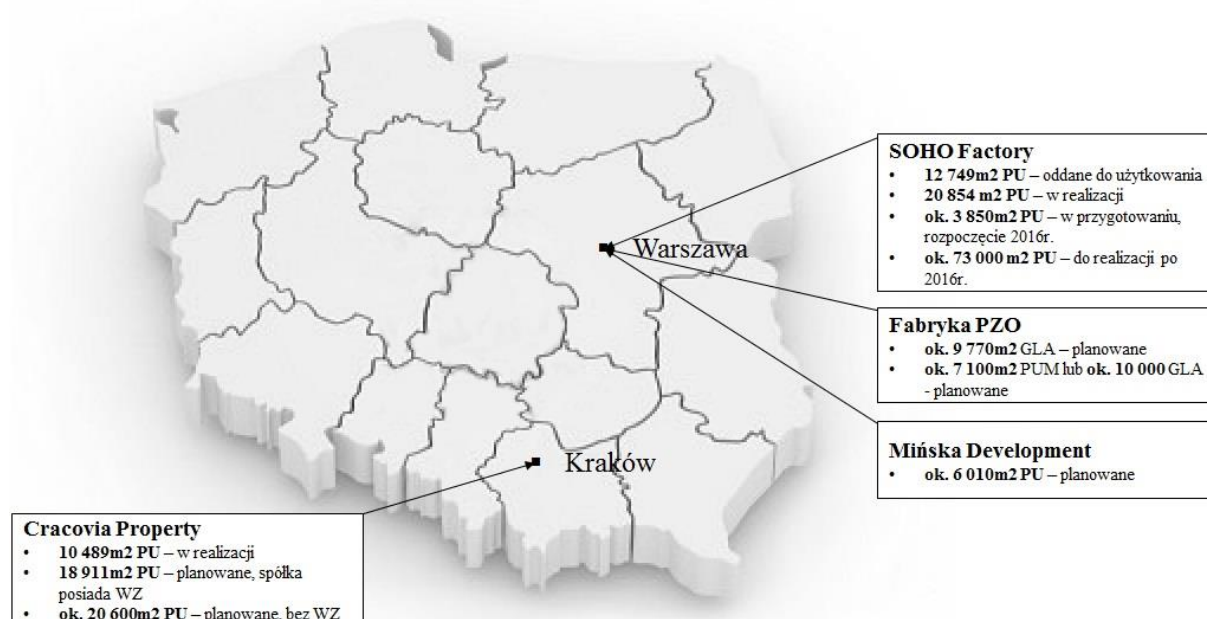 SOHO Factory
• 12 749m2 PU – oddane do użytkowania
• 20 854 m2 PU – w realizacji
• ok. 3 850m2 PU – w przygotowaniu,
rozpoczęcie 2016r.
• ok. 73 000 m2 PU – do realizacji po
2016r.
Warszawa
Fabryka PZO
• ok. 9 770m2 GLA – planowane
• ok. 7 100m2 PUM lub ok. 10 000 GLA
- planowane
Mińska Development
• ok. 6 010m2 PU – planowane
Kraków
Cracovia Property
• 10 489m2 PU – w realizacji
• 18 911m2 PU – planowane, spółka
posiada WZ
• ok. 20 600m2 PU – planowane, bez WZ